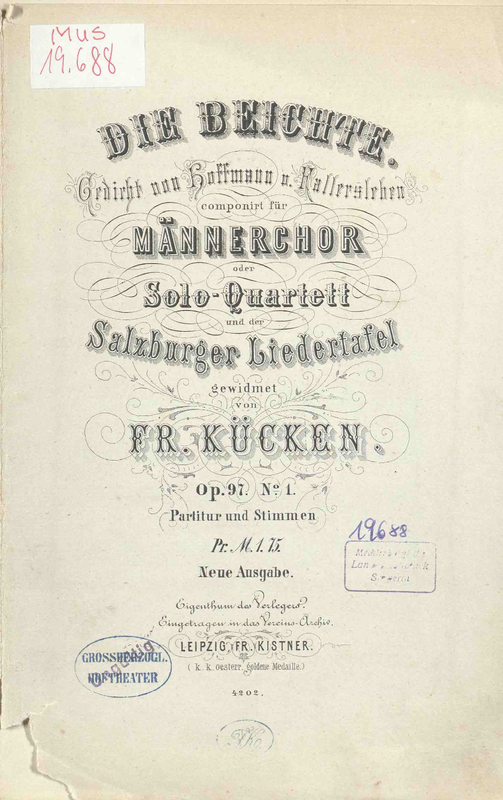 Mus
19.688
DIE BEICHTE.
Gedicht von Hoffmann v. Fallersleben
componirt für
MÄNNERCHOR
oder
Solo-Quartett
und der
Salzburger Liedertafel
gewidmet
von
FR. KÜCKEN.
Op. 97. No. 1.
Partitur und Stimmen
Pr. M. 1. 75.
Neue Ausgabe.
19688
Eigenthum des Verlegers.
Eingetragen in das Vereins-Archiv.
LEIPZIG, FR. KISTNER.
( k. k. oesterr. goldene Medaille.)
4202.
GROSSHERZOGL.
HOFTHEATER
Ungültig